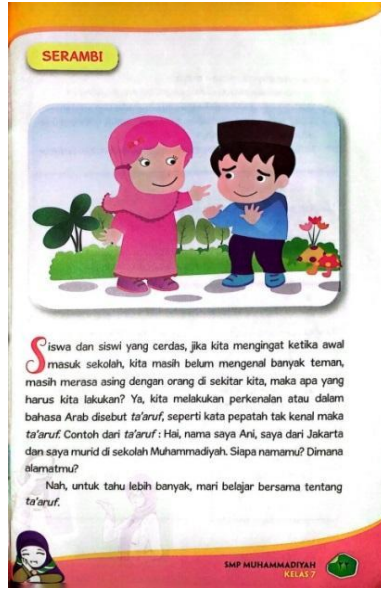 SERAMBI
Siswa dan siswi yang cerdas, jika kita mengingat ketika awal
masuk sekolah, kita masih belum mengenal banyak teman,
masih merasa asing dengan orang di sekitar kita, maka apa yang
harus kita lakukan? Ya, kita melakukan perkenalan atau dalam
bahasa Arab disebut ta'aruf, seperti kata pepatah tak kenal maka
ta'aruf. Contoh dari ta'aruf : Hai, nama saya Ani, saya dari Jakarta
dan saya murid di sekolah Muhammadiyah. Siapa namamu? Dimana
alamatmu?
Nah, untuk tahu lebih banyak, mari belajar bersama tentang
ta'aruf.
SMP MUHAMMADIYAH
KELAS 7